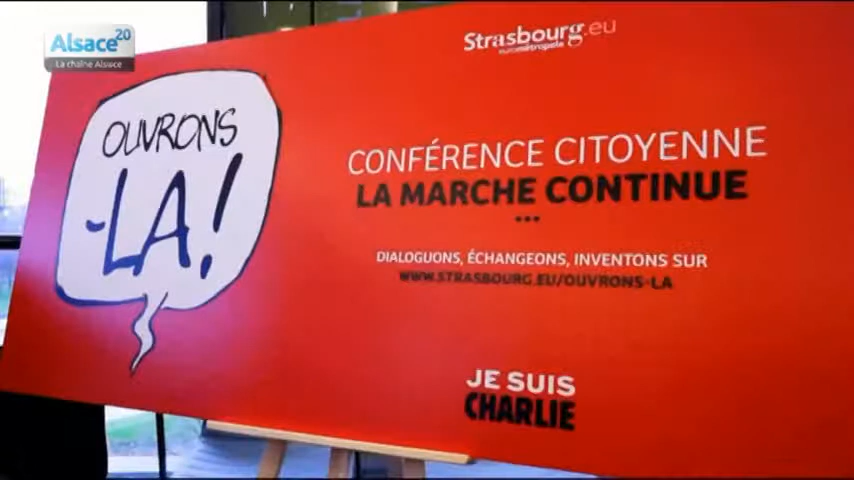 Alsace20
La chaîne Alsace
Strasbourg.eu
eurométropole
OUVRONS
-LA!
CONFÉRENCE CITOYENNE
LA MARCHE CONTINUE
...
DIALOGUONS, ÉCHANGEONS, INVENTONS SUR
WWW.STRASBOURG.EU/OUVRONS-LA
JE SUIS
CHARLIE